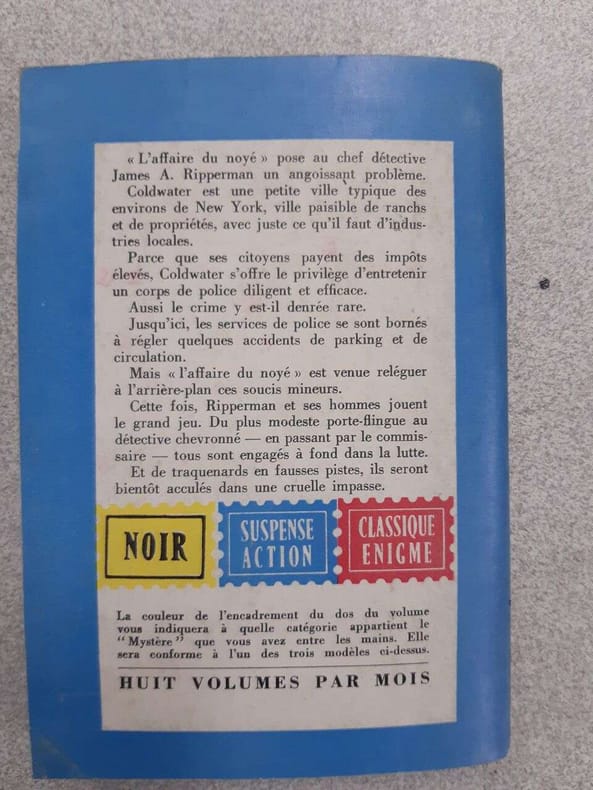 « L'affaire du noyé » pose au chef détective
James A. Ripperman un angoissant problème.
Coldwater est une petite ville typique des
environs de New York, ville paisible de ranchs
et de propriétés, avec juste ce qu'il faut d'indus-
tries locales.
Parce que ses citoyens payent des impôts
élevés, Coldwater s'offre le privilège d'entretenir
un corps de police diligent et efficace.
Aussi le crime y est-il denrée rare.
Jusqu'ici, les services de police se sont bornés
à régler quelques accidents de parking et de
circulation.
Mais « l'affaire du noyé » est venue reléguer
à l'arrière-plan ces soucis mineurs.
Cette fois, Ripperman et ses hommes jouent
le grand jeu. Du plus modeste porte-flingue au
détective chevronné — en passant par le commis-
saire — tous sont engagés à fond dans la lutte.
Et de traquenards en fausses pistes, ils seront
bientôt acculés dans une cruelle impasse.
NOIR
SUSPENSE
ACTION
CLASSIQUE
ENIGME
La couleur de l'encadrement du dos du volume
vous indiquera à quelle catégorie appartient le
"Mystère" que vous avez entre les mains. Elle
sera conforme à l'un des trois modèles ci-dessus.
HUIT VOLUMES PAR MOIS